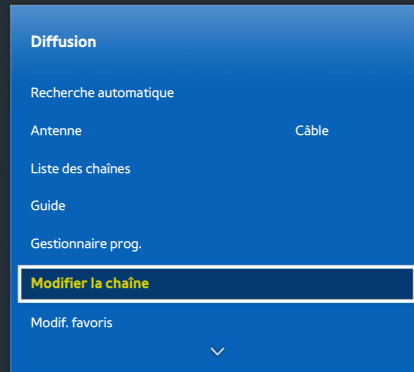 Diffusion
Recherche automatique
Antenne Câble
Liste des chaînes
Guide
Gestionnaire prog.
Modifier la chaîne
Modif. favoris